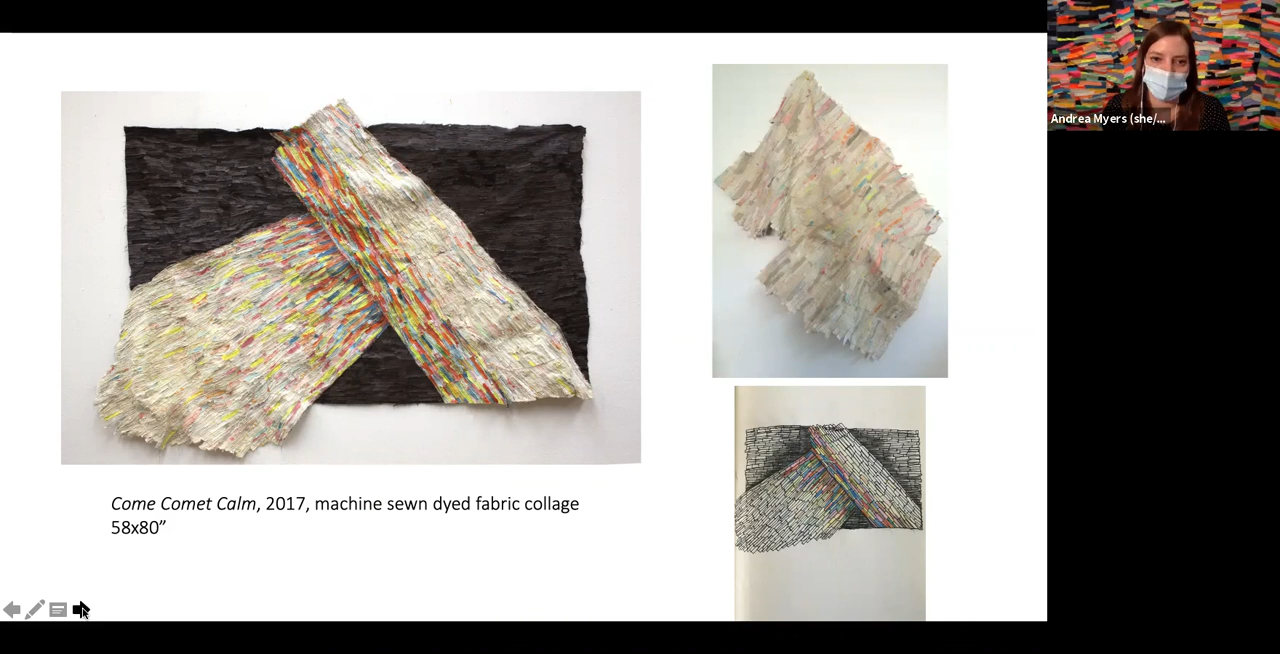 Andrea Myers (she/...
Come Comet Calm, 2017, machine sewn dyed fabric collage
58x80”